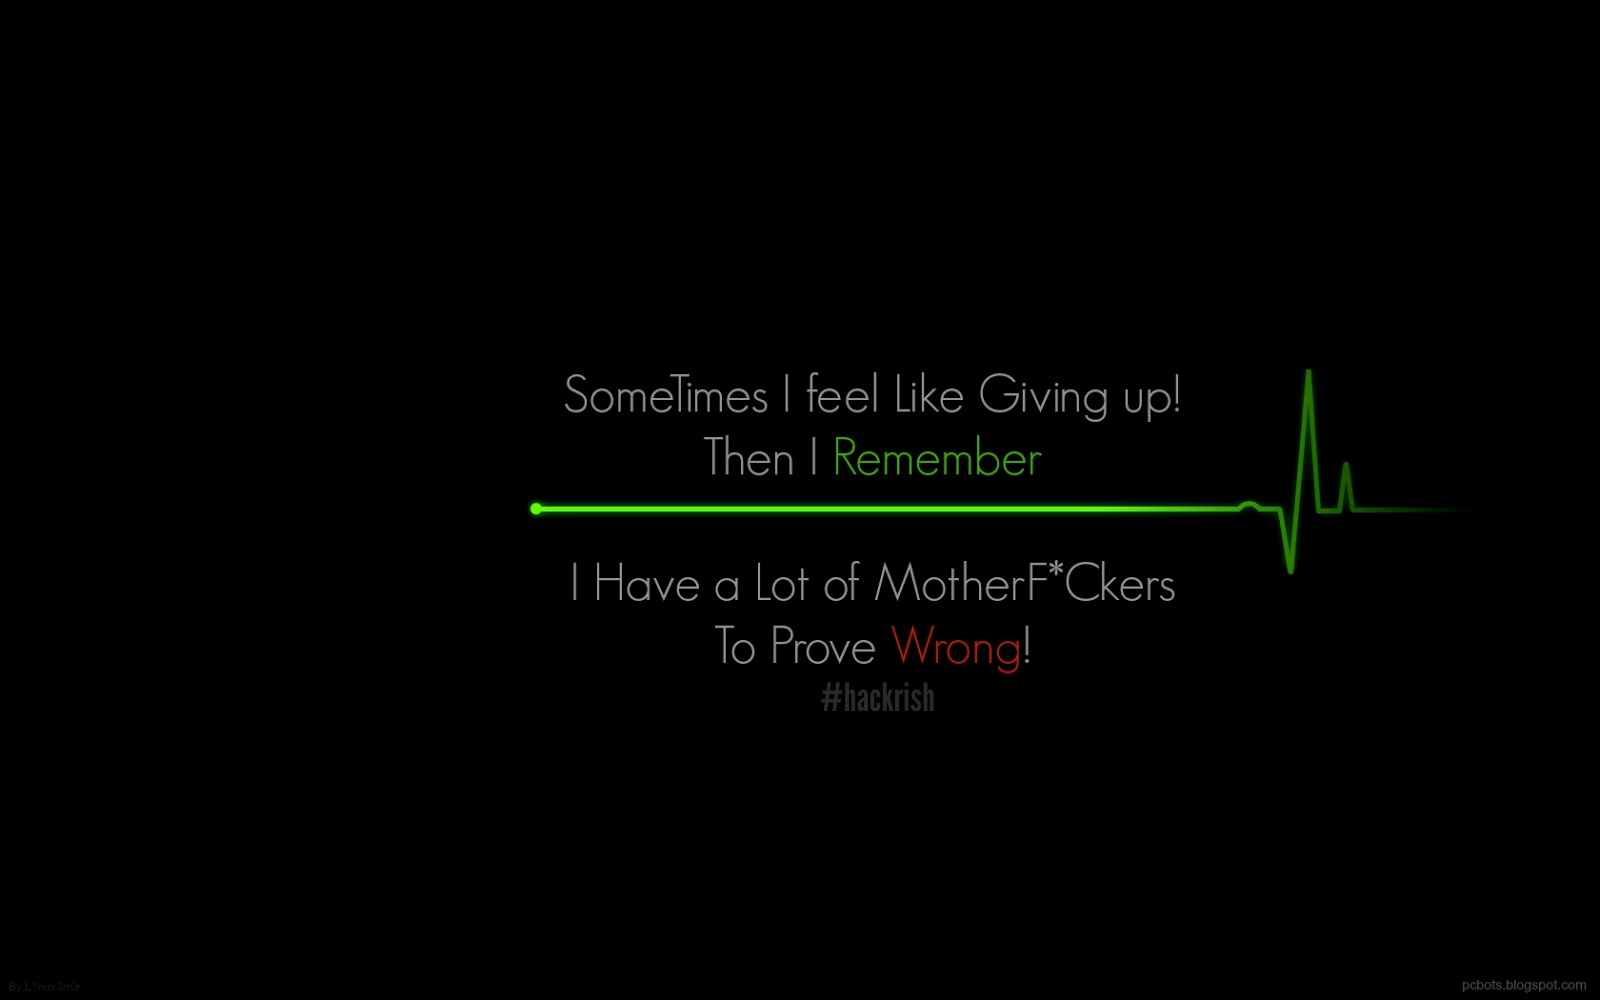 SomeTimes I feel Like Giving up!
Then I Remember
I Have a Lot of MotherF*Ckers
To Prove Wrong!
#hackrish
By L1nux3rr0r
pcbots.blogspot.com